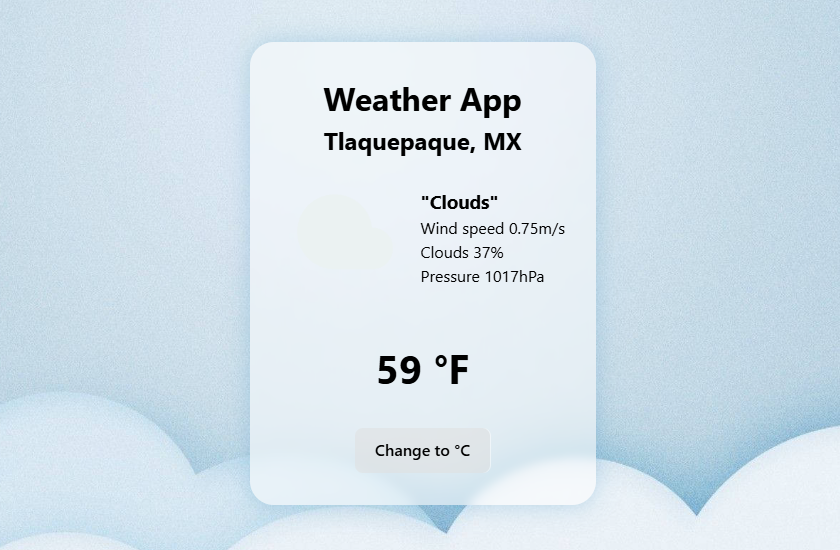 Weather App
Tlaquepaque, MX
"Clouds"
Wind speed 0.75m/s
Clouds 37%
Pressure 1017hPa
59 °F
Change to °C